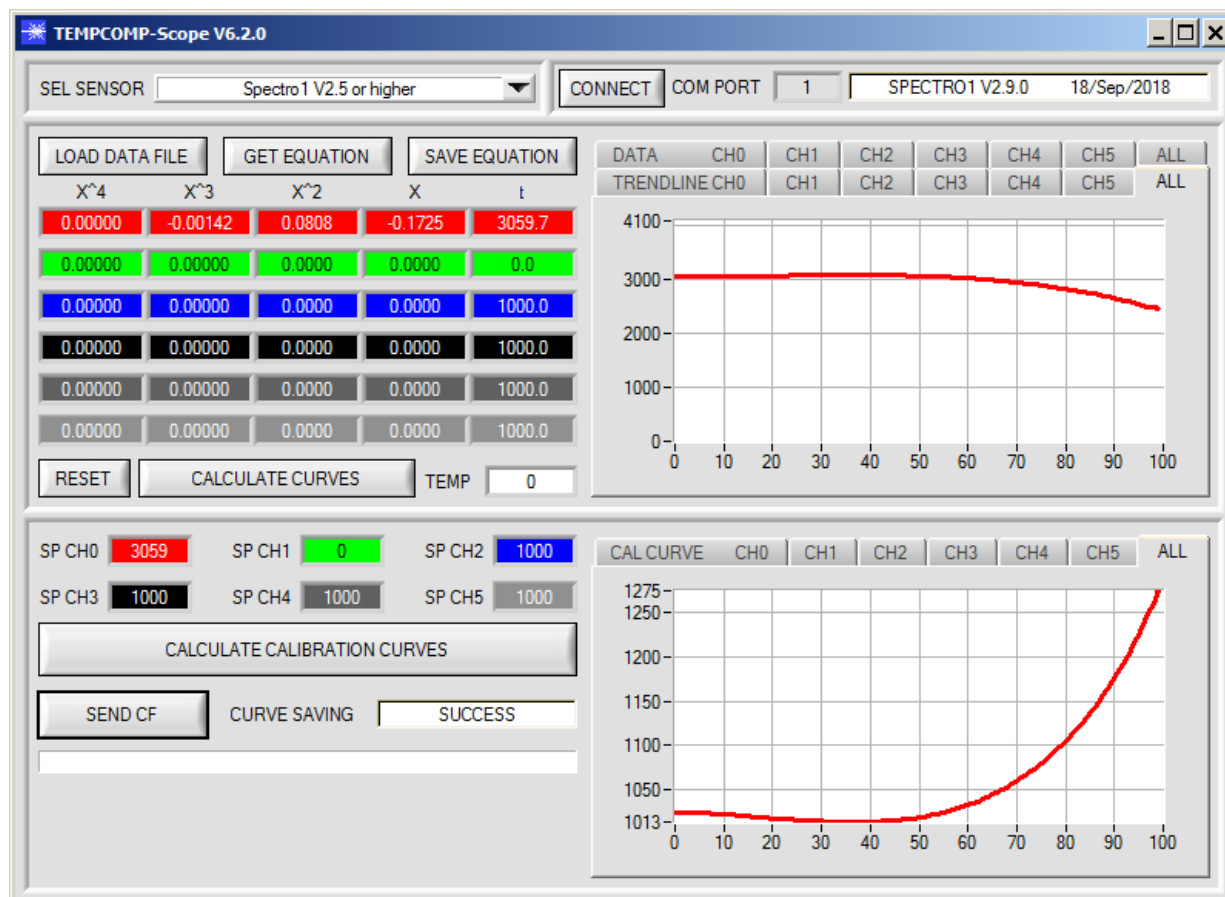 TEMPCOMP-Scope V6.2.0
SEL SENSOR Spectro1 V2.5 or higher CONNECT COM PORT 1 SPECTRO1 V2.9.0 18/Sep/2018
LOAD DATA FILE GET EQUATION SAVE EQUATION
X^4 X^3 X^2 X t
0.00000 -0.00142 0.0808 -0.1725 3059.7
0.00000 0.00000 0.0000 0.0000 0.0
0.00000 0.00000 0.0000 0.0000 1000.0
0.00000 0.00000 0.0000 0.0000 1000.0
0.00000 0.00000 0.0000 0.0000 1000.0
0.00000 0.00000 0.0000 0.0000 1000.0
RESET CALCULATE CURVES TEMP 0
DATA CH0 CH1 CH2 CH3 CH4 CH5 ALL
TRENDLINE CH0 CH1 CH2 CH3 CH4 CH5 ALL
4100
3000
2000
1000
0
0 10 20 30 40 50 60 70 80 90 100
SP CH0 3059 SP CH1 0 SP CH2 1000
SP CH3 1000 SP CH4 1000 SP CH5 1000
CALCULATE CALIBRATION CURVES
SEND CF CURVE SAVING SUCCESS
CAL CURVE CH0 CH1 CH2 CH3 CH4 CH5 ALL
1275
1250
1200
1150
1100
1050
1013
0 10 20 30 40 50 60 70 80 90 100